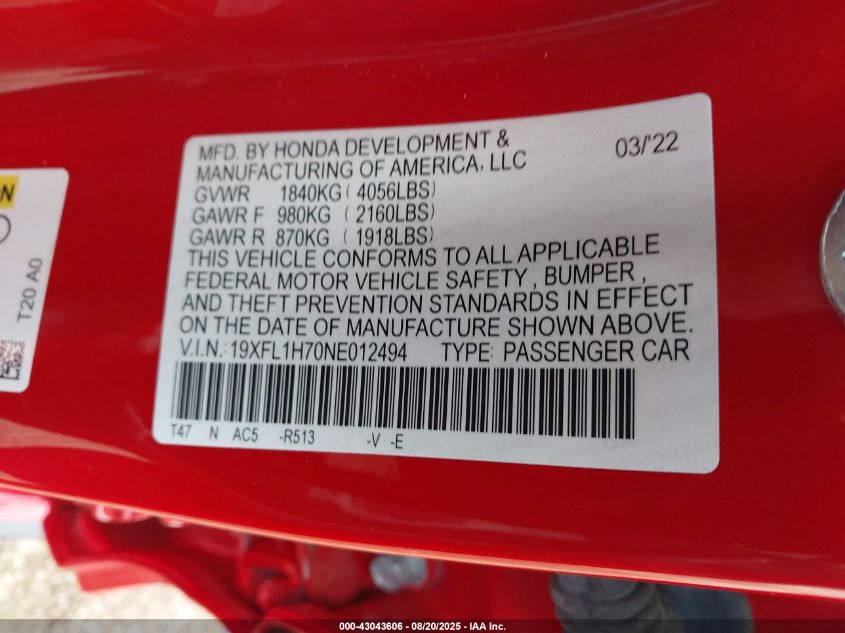 MFD. BY HONDA DEVELOPMENT &
MANUFACTURING OF AMERICA, LLC
03/'22
GVWR 1840KG ( 4056LBS)
GAWR F 980KG ( 2160LBS)
GAWR R 870KG ( 1918LBS)
THIS VEHICLE CONFORMS TO ALL APPLICABLE
FEDERAL MOTOR VEHICLE SAFETY , BUMPER ,
AND THEFT PREVENTION STANDARDS IN EFFECT
ON THE DATE OF MANUFACTURE SHOWN ABOVE.
V.I.N.: 19XFL1H70NE012494 TYPE: PASSENGER CAR
T47 N AC5 -R513 -V -E
T20 A0
000-43043606 - 08/20/2025 - IAA Inc.